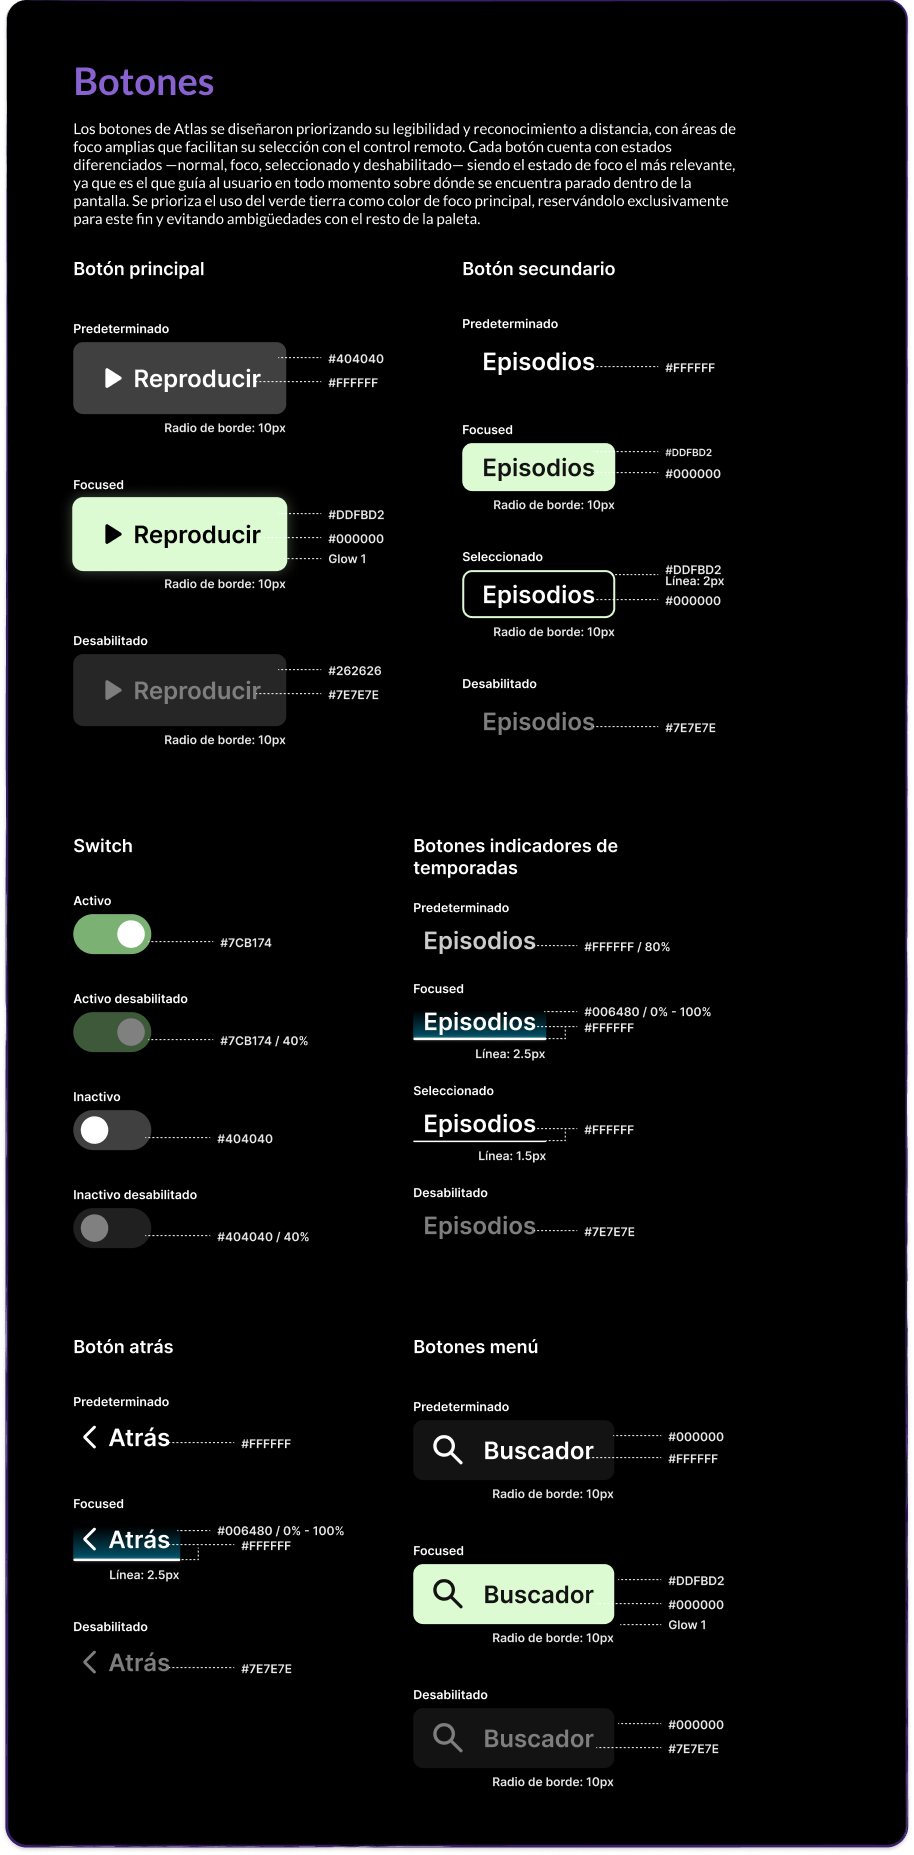 Botones
Los botones de Atlas se diseñaron priorizando su legibilidad y reconocimiento a distancia, con áreas de
foco amplias que facilitan su selección con el control remoto. Cada botón cuenta con estados
diferenciados —normal, foco, seleccionado y deshabilitado— siendo el estado de foco el más relevante,
ya que es el que guía al usuario en todo momento sobre dónde se encuentra parado dentro de la
pantalla. Se prioriza el uso del verde tierra como color de foco principal, reservándolo exclusivamente
para este fin y evitando ambigüedades con el resto de la paleta.
Botón principal
Predeterminado
Reproducir
#404040
#FFFFFF
Radio de borde: 10px
Focused
Reproducir
#DDFBD2
#000000
Glow 1
Radio de borde: 10px
Desabilitado
Reproducir
#262626
#7E7E7E
Radio de borde: 10px
Botón secundario
Predeterminado
Episodios
#FFFFFF
Focused
Episodios
#DDFBD2
#000000
Radio de borde: 10px
Seleccionado
Episodios
#DDFBD2
Línea: 2px
#000000
Radio de borde: 10px
Desabilitado
Episodios
#7E7E7E
Switch
Activo
#7CB174
Activo desabilitado
#7CB174 / 40%
Inactivo
#404040
Inactivo desabilitado
#404040 / 40%
Botones indicadores de
temporadas
Predeterminado
Episodios
#FFFFFF / 80%
Focused
Episodios
#006480 / 0% - 100%
#FFFFFF
Línea: 2.5px
Seleccionado
Episodios
#FFFFFF
Línea: 1.5px
Desabilitado
Episodios
#7E7E7E
Botón atrás
Predeterminado
Atrás
#FFFFFF
Focused
Atrás
#006480 / 0% - 100%
#FFFFFF
Línea: 2.5px
Desabilitado
Atrás
#7E7E7E
Botones menú
Predeterminado
Buscador
#000000
#FFFFFF
Radio de borde: 10px
Focused
Buscador
#DDFBD2
#000000
Glow 1
Radio de borde: 10px
Desabilitado
Buscador
#000000
#7E7E7E
Radio de borde: 10px